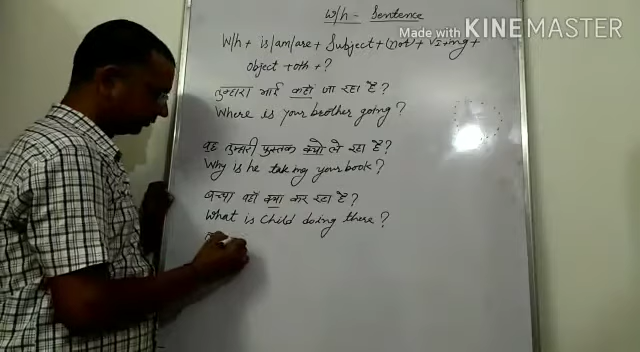 W/h - Sentence
Made with KINEMASTER
W/h + is/am/are + Subject + (not) + V1 + ing +
object + oth + ?
तुम्हारा भाई कहाँ जा रहा है?
Where is your brother going?
वह तुम्हारी पुस्तक क्यों ले रहा है?
Why is he taking your book?
बच्चा वहाँ क्या कर रहा है?
What is Child doing there?